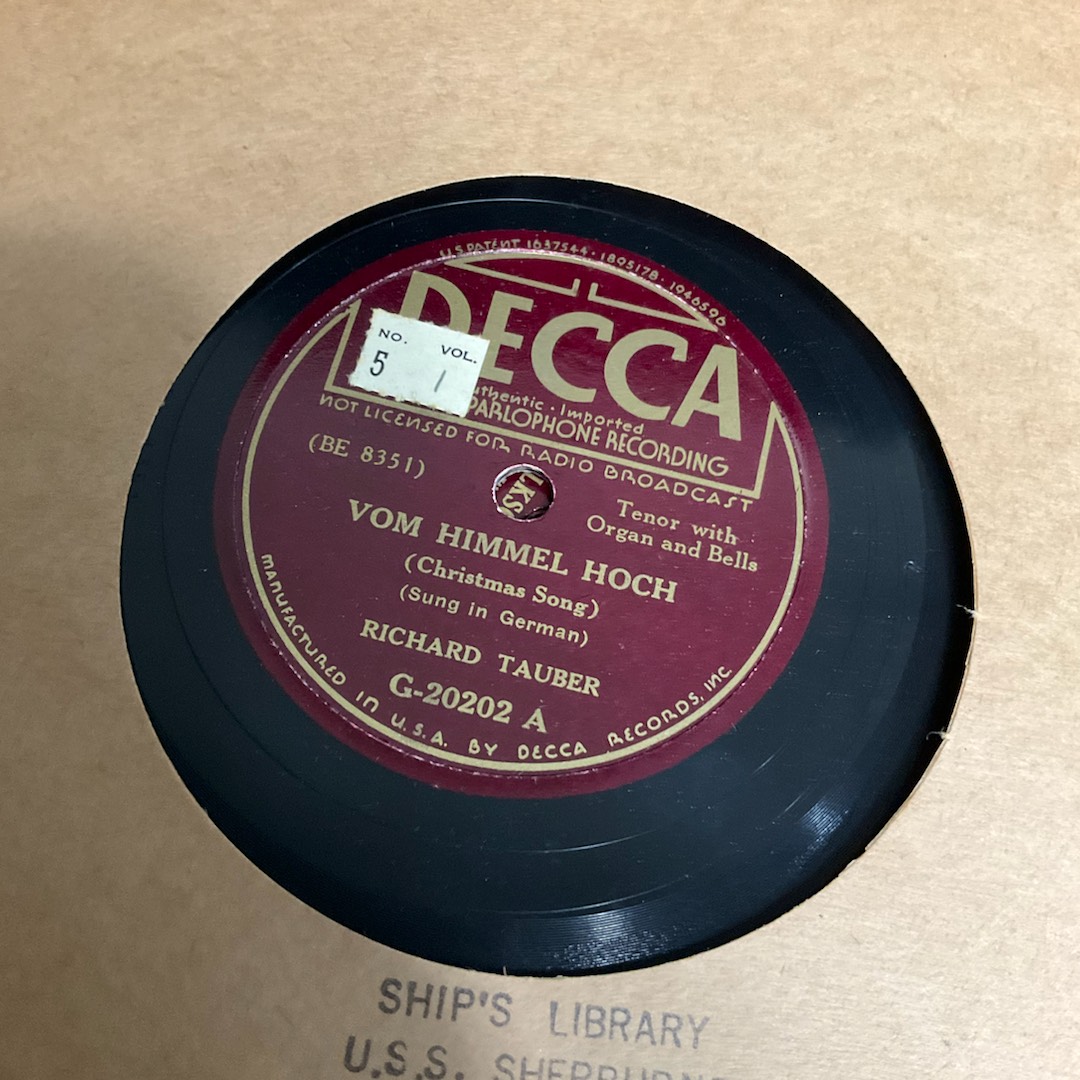 U.S. PATENT 1637544 · 1895178 · 1946596
DECCA
NO. VOL.
5 1
Authentic · Imported
PARLOPHONE RECORDING
NOT LICENSED FOR RADIO BROADCAST
(BE 8351)
Tenor with
Organ and Bells
VOM HIMMEL HOCH
(Christmas Song)
(Sung in German)
RICHARD TAUBER
G-20202 A
MANUFACTURED IN U.S.A. BY DECCA RECORDS, INC.
SHIP'S LIBRARY
U.S.S. SHERBURNE